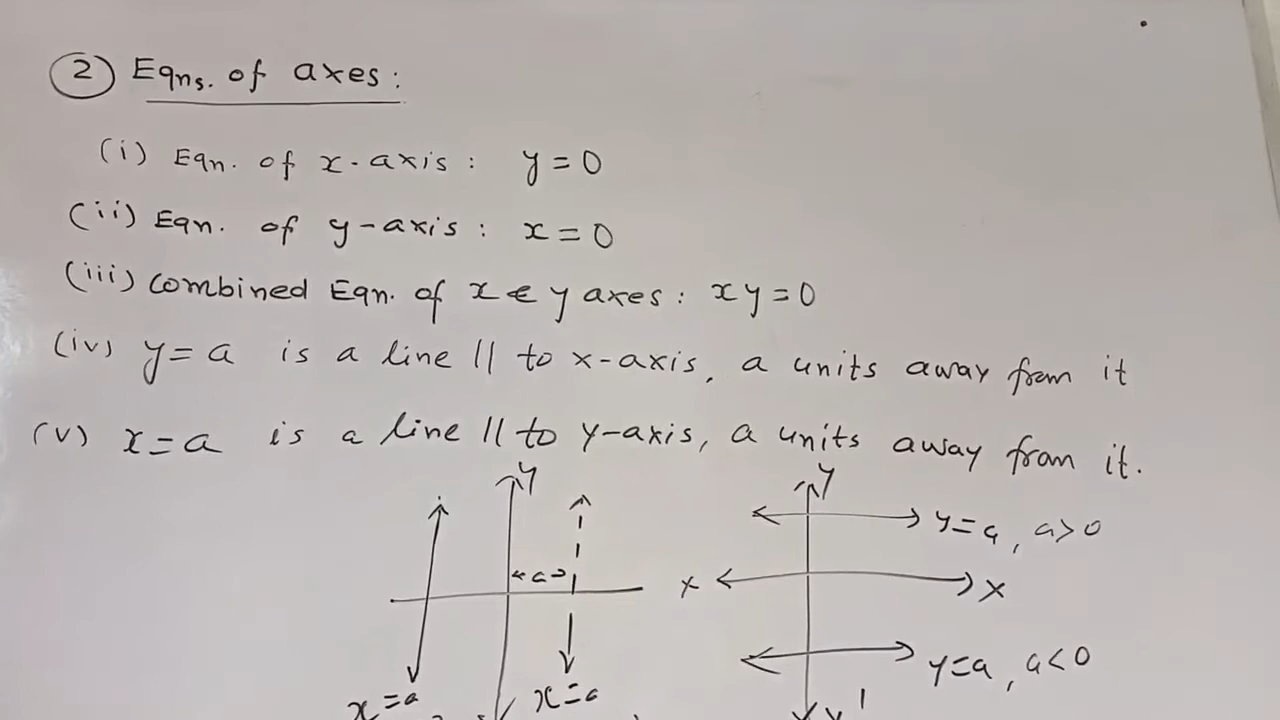 2 Eqns. of axes:
(i) Eqn. of x-axis: y=0
(ii) Eqn. of y-axis: x=0
(iii) Combined Eqn. of x & y axes: xy=0
(iv) y=a is a line || to x-axis, a units away from it
(v) x=a is a line || to y-axis, a units away from it.
y
y
y=a, a>0
a
x
x
y=a, a<0
x=a
x=a
y'